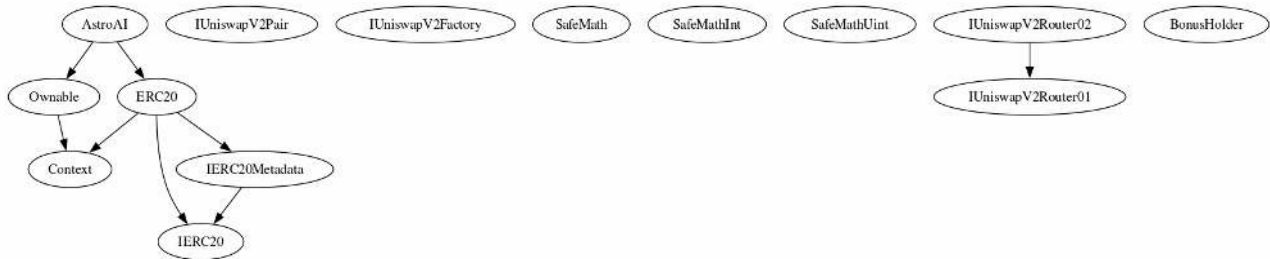 AstroAI
IUniswapV2Pair
IUniswapV2Factory
SafeMath
SafeMathInt
SafeMathUint
IUniswapV2Router02
BonusHolder
Ownable
ERC20
IUniswapV2Router01
Context
IERC20Metadata
IERC20